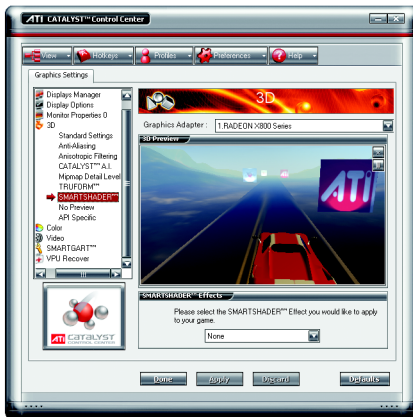 ATI CATALYST™ Control Center
View
Hotkeys
Profiles
Preferences
Help
Graphics Settings
Displays Manager
Display Options
Monitor Properties 0
3D
Standard Settings
Anti-Aliasing
Anisotropic Filtering
CATALYST™ A.I.
Mipmap Detail Level
TRUFORM™
SMARTSHADER™
No Preview
API Specific
Color
Video
SMARTGART™
VPU Recover
ATI CATALYST
CONTROL CENTER
3D
Graphics Adapter :
1.RADEON X800 Series
3D Preview
ATI
SMARTSHADER™ Effects
Please select the SMARTSHADER™ Effect you would like to apply
to your game.
None
Done
Apply
Discard
Defaults